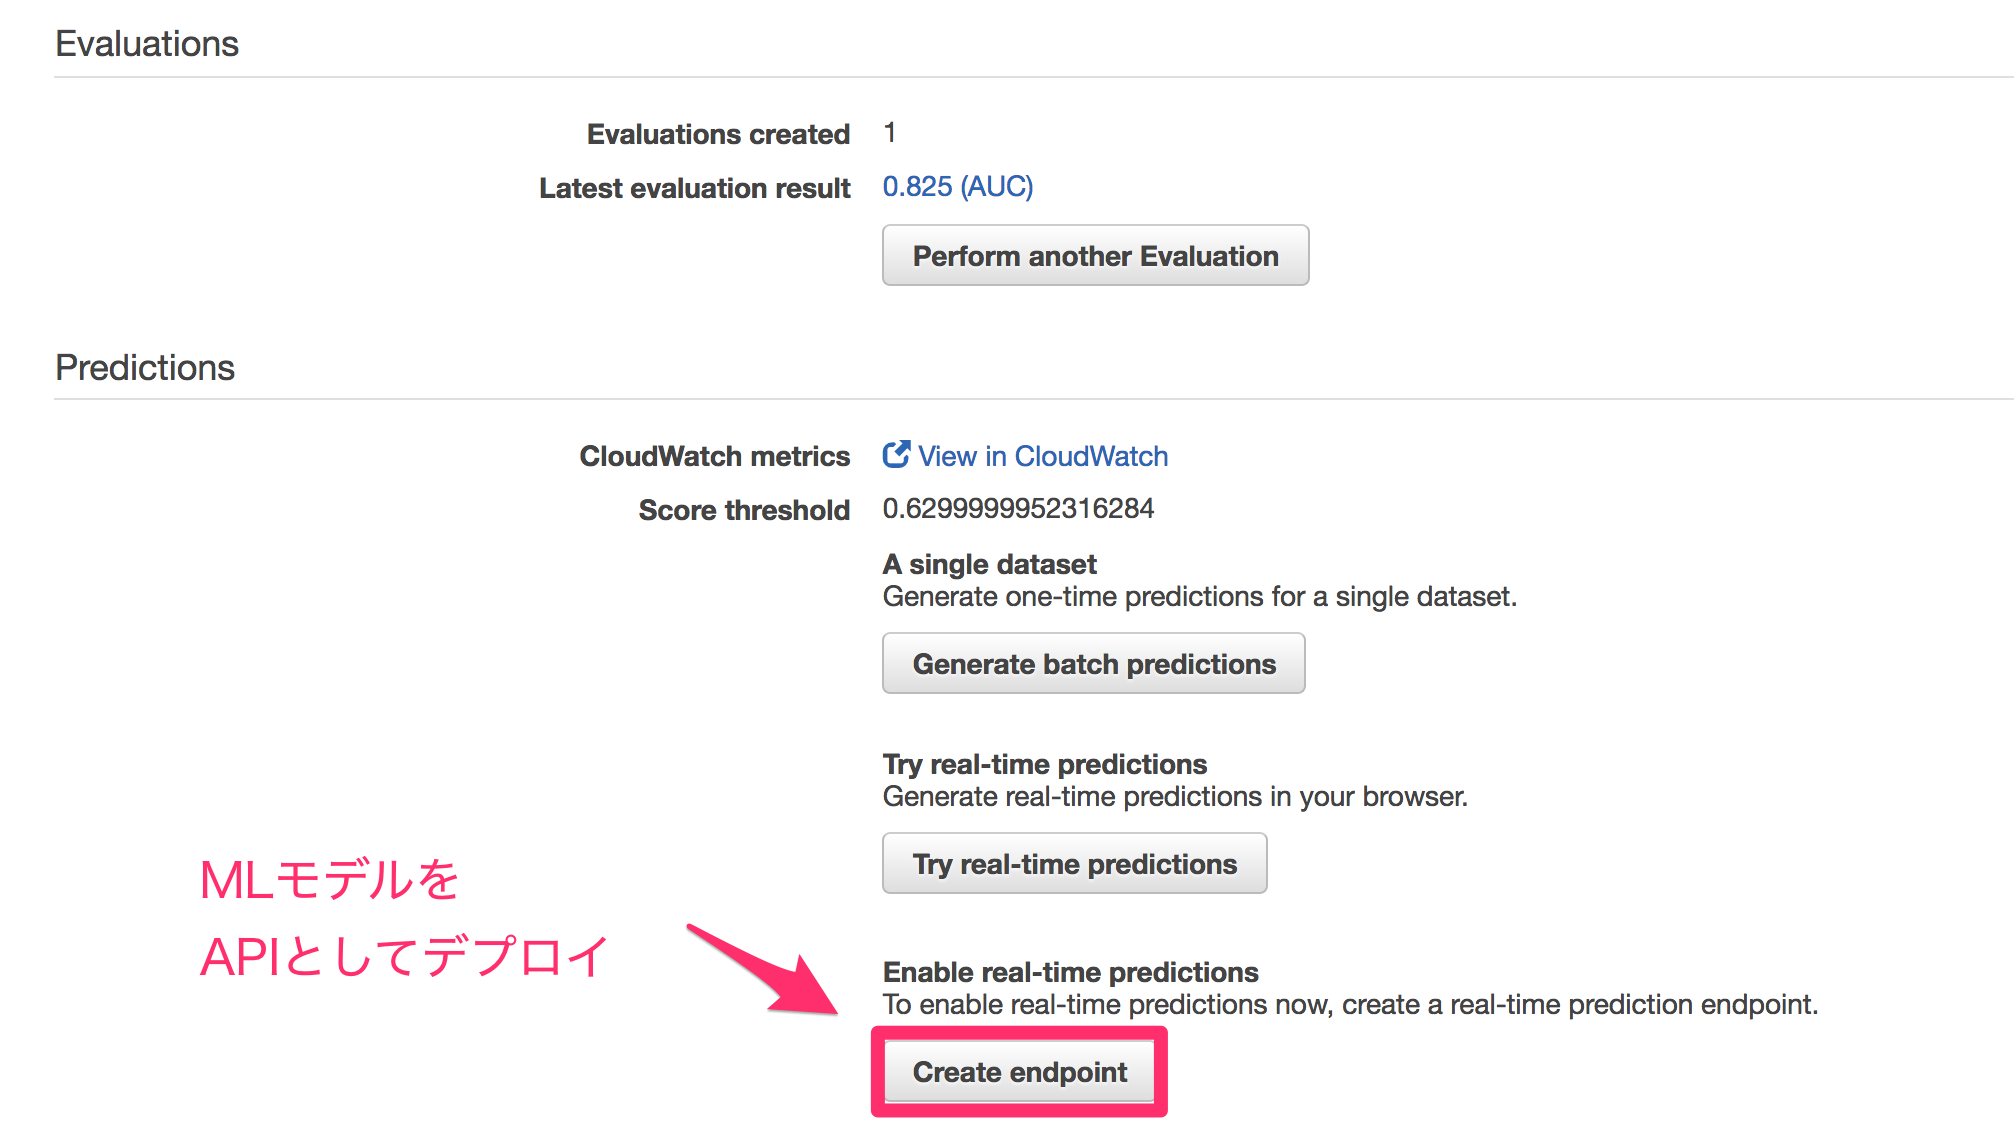 Evaluations
Evaluations created 1
Latest evaluation result 0.825 (AUC)
Perform another Evaluation
Predictions
CloudWatch metrics View in CloudWatch
Score threshold 0.6299999952316284
A single dataset
Generate one-time predictions for a single dataset.
Generate batch predictions
Try real-time predictions
Generate real-time predictions in your browser.
Try real-time predictions
MLモデルを
APIとしてデプロイ
Enable real-time predictions
To enable real-time predictions now, create a real-time prediction endpoint.
Create endpoint